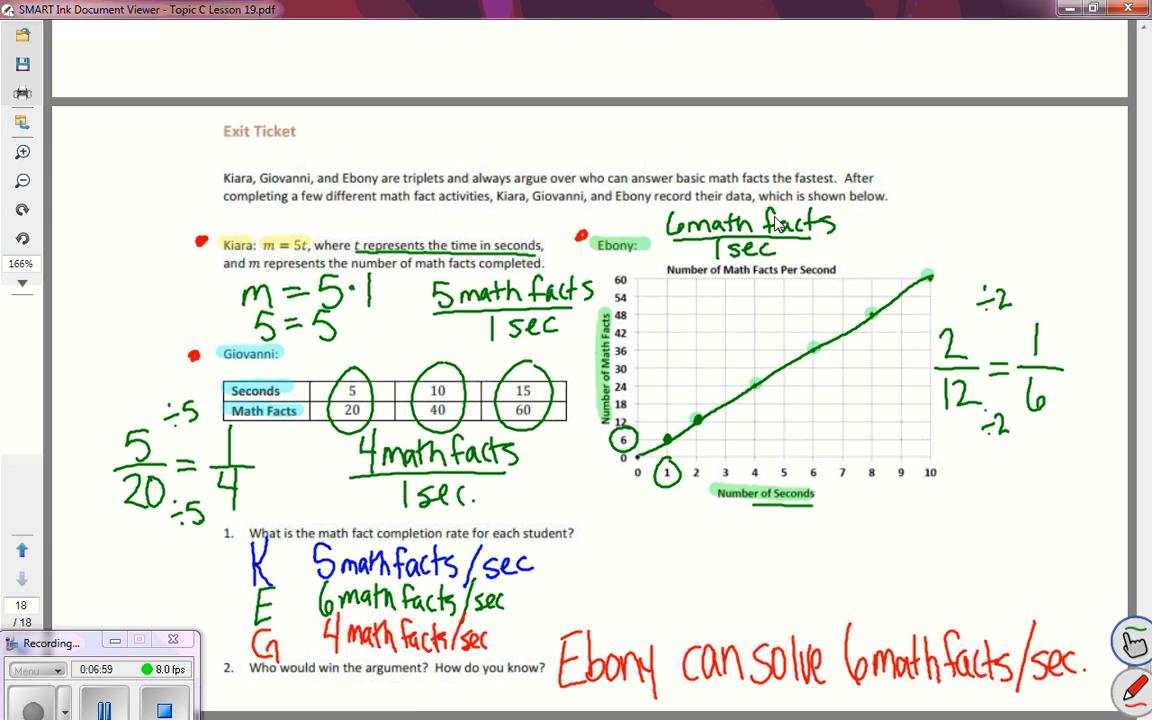 SMART Ink Document Viewer - Topic C Lesson 19.pdf
Exit Ticket
Kiara, Giovanni, and Ebony are triplets and always argue over who can answer basic math facts the fastest. After
completing a few different math fact activities, Kiara, Giovanni, and Ebony record their data, which is shown below.
Kiara: m = 5t, where t represents the time in seconds,
and m represents the number of math facts completed.
m = 5·1
5 = 5
5 math facts
1 sec
Ebony:
6 math facts
1 sec
Number of Math Facts Per Second
Number of Math Facts
60
54
48
42
36
30
24
18
12
6
0
0 1 2 3 4 5 6 7 8 9 10
Number of Seconds
÷2
2/12 = 1/6
÷2
Giovanni:
Seconds 5 10 15
Math Facts 20 40 60
÷5
5/20 = 1/4
÷5
4 math facts
1 sec.
1. What is the math fact completion rate for each student?
K 5 math facts/sec
E 6 math facts/sec
G 4 math facts/sec
2. Who would win the argument? How do you know?
Ebony can solve 6 math facts/sec.
166%
18
/ 18
Recording...
Menu
0:06:59
8.0 fps